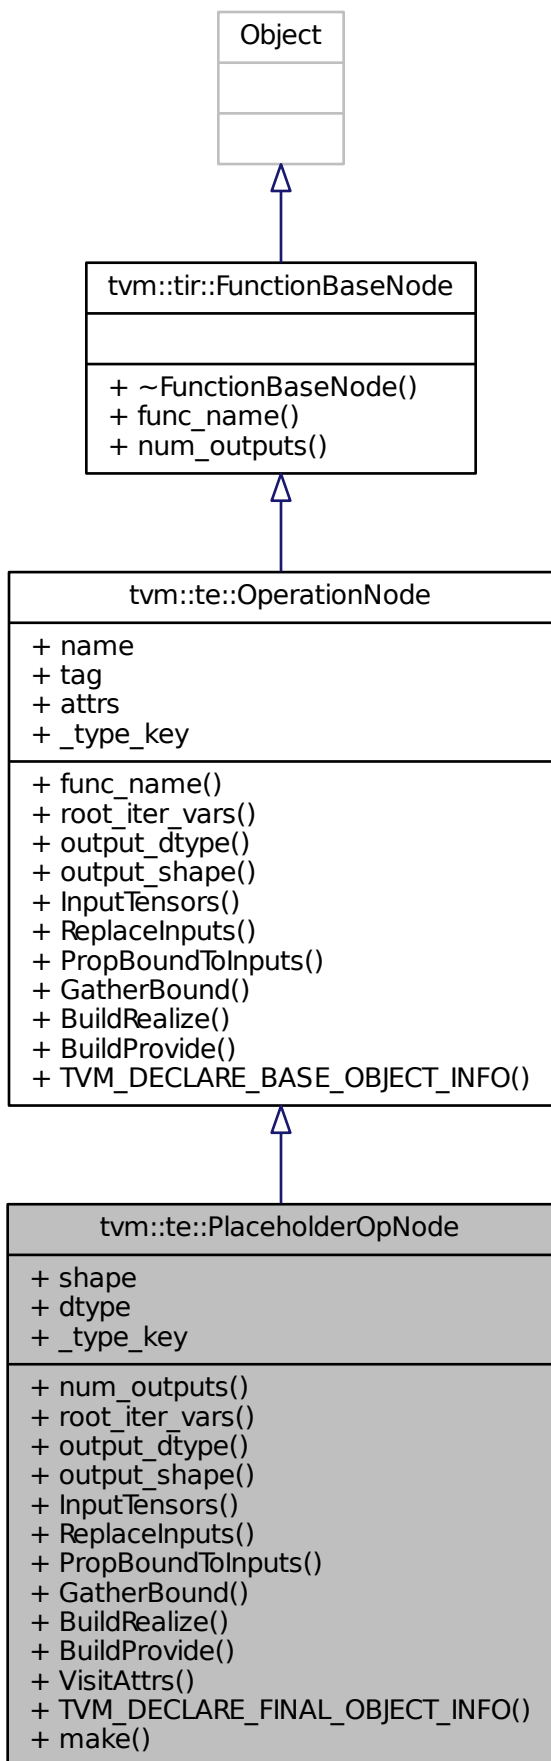 Object
tvm::tir::FunctionBaseNode
+ ~FunctionBaseNode()
+ func_name()
+ num_outputs()
tvm::te::OperationNode
+ name
+ tag
+ attrs
+ _type_key
+ func_name()
+ root_iter_vars()
+ output_dtype()
+ output_shape()
+ InputTensors()
+ ReplaceInputs()
+ PropBoundToInputs()
+ GatherBound()
+ BuildRealize()
+ BuildProvide()
+ TVM_DECLARE_BASE_OBJECT_INFO()
tvm::te::PlaceholderOpNode
+ shape
+ dtype
+ _type_key
+ num_outputs()
+ root_iter_vars()
+ output_dtype()
+ output_shape()
+ InputTensors()
+ ReplaceInputs()
+ PropBoundToInputs()
+ GatherBound()
+ BuildRealize()
+ BuildProvide()
+ VisitAttrs()
+ TVM_DECLARE_FINAL_OBJECT_INFO()
+ make()